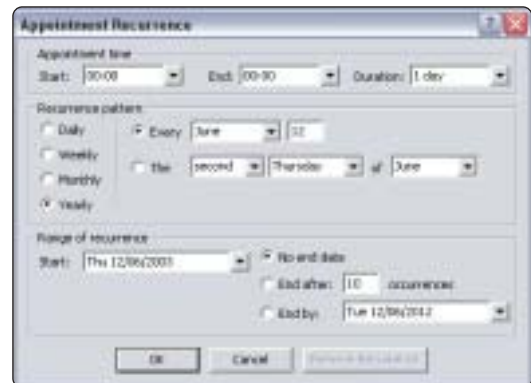 Appointment Recurrence
Appointment time
Start: 00:00 End: 00:00 Duration: 1 day
Recurrence pattern
Daily
Weekly
Monthly
Yearly
Every June 12
The second Thursday of June
Range of recurrence
Start: Thu 12/06/2003
No end date
End after: 10 occurrences
End by: Tue 12/06/2012
OK Cancel Remove Recurrence